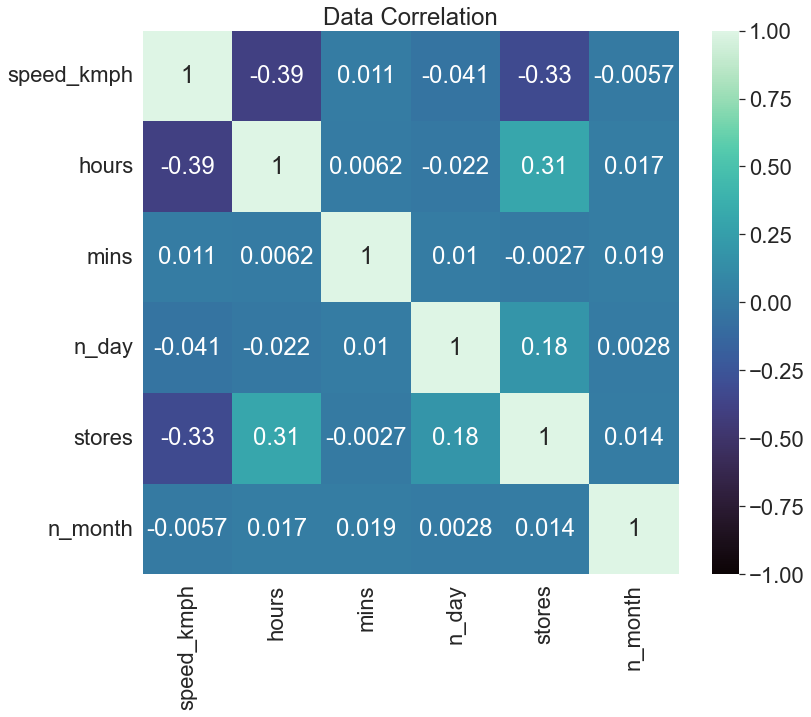 Data Correlation
speed_kmph 1 -0.39 0.011 -0.041 -0.33 -0.0057
hours -0.39 1 0.0062 -0.022 0.31 0.017
mins 0.011 0.0062 1 0.01 -0.0027 0.019
n_day -0.041 -0.022 0.01 1 0.18 0.0028
stores -0.33 0.31 -0.0027 0.18 1 0.014
n_month -0.0057 0.017 0.019 0.0028 0.014 1
speed_kmph hours mins n_day stores n_month
1.00
0.75
0.50
0.25
0.00
−0.25
−0.50
−0.75
−1.00